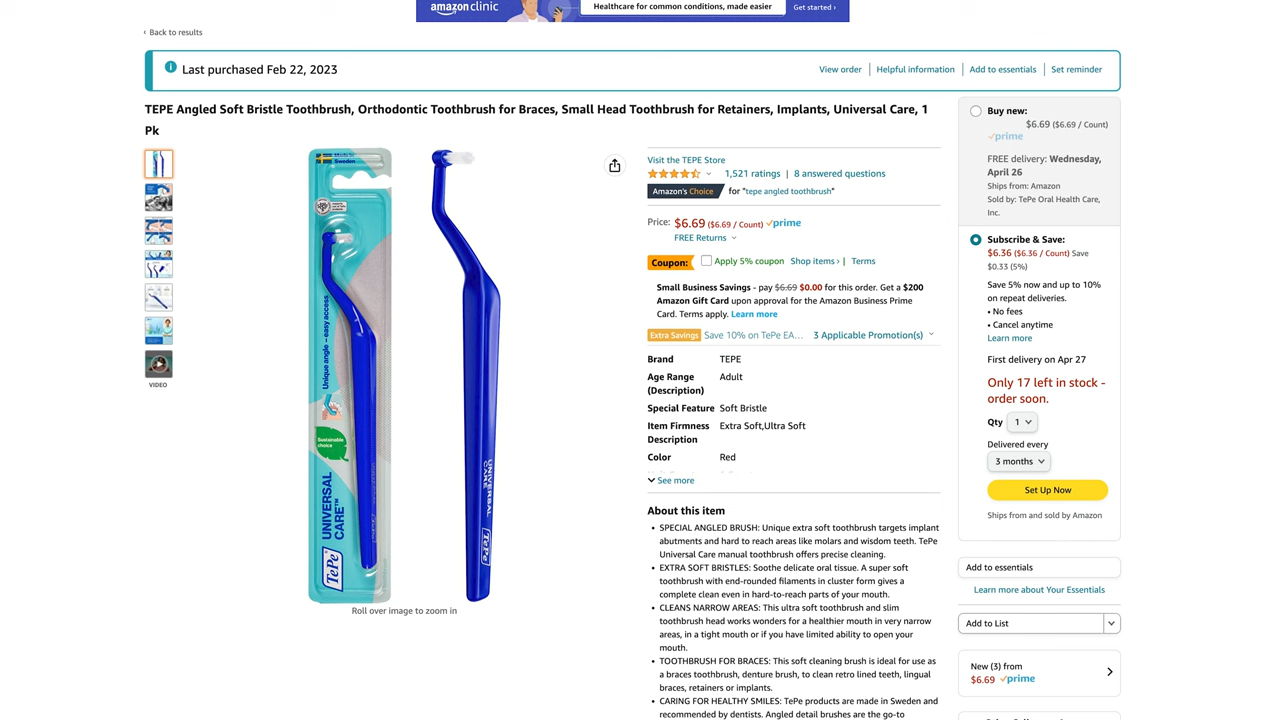 amazon clinic
Healthcare for common conditions, made easier
Get started ›
‹ Back to results
Last purchased Feb 22, 2023
View order
Helpful information
Add to essentials
Set reminder
TEPE Angled Soft Bristle Toothbrush, Orthodontic Toothbrush for Braces, Small Head Toothbrush for Retainers, Implants, Universal Care, 1
Pk
VIDEO
Sweden
Unique angle – easy access
Sustainable
choice
UNIVERSAL
CARE™
TePe
UNIVERSAL
CARE
TePe
Roll over image to zoom in
Visit the TEPE Store
1,521 ratings | 8 answered questions
Amazon's Choice for "tepe angled toothbrush"
Price: $6.69 ($6.69 / Count) prime
FREE Returns
Coupon: Apply 5% coupon Shop items › | Terms
Small Business Savings - pay $6.69 $0.00 for this order. Get a $200
Amazon Gift Card upon approval for the Amazon Business Prime
Card. Terms apply. Learn more
Extra Savings Save 10% on TePe EA... 3 Applicable Promotion(s)
Brand TEPE
Age Range Adult
(Description)
Special Feature Soft Bristle
Item Firmness Extra Soft,Ultra Soft
Description
Color Red
See more
About this item
• SPECIAL ANGLED BRUSH: Unique extra soft toothbrush targets implant
abutments and hard to reach areas like molars and wisdom teeth. TePe
Universal Care manual toothbrush offers precise cleaning.
• EXTRA SOFT BRISTLES: Soothe delicate oral tissue. A super soft
toothbrush with end-rounded filaments in cluster form gives a
complete clean even in hard-to-reach parts of your mouth.
• CLEANS NARROW AREAS: This ultra soft toothbrush and slim
toothbrush head works wonders for a healthier mouth in very narrow
areas, in a tight mouth or if you have limited ability to open your
mouth.
• TOOTHBRUSH FOR BRACES: This soft cleaning brush is ideal for use as
a braces toothbrush, denture brush, to clean retro lined teeth, lingual
braces, retainers or implants.
• CARING FOR HEALTHY SMILES: TePe products are made in Sweden and
recommended by dentists. Angled detail brushes are the go-to
Buy new:
$6.69 ($6.69 / Count)
prime
FREE delivery: Wednesday,
April 26
Ships from: Amazon
Sold by: TePe Oral Health Care,
Inc.
Subscribe & Save:
$6.36 ($6.36 / Count) Save
$0.33 (5%)
Save 5% now and up to 10%
on repeat deliveries.
• No fees
• Cancel anytime
Learn more
First delivery on Apr 27
Only 17 left in stock -
order soon.
Qty 1
Delivered every
3 months
Set Up Now
Ships from and sold by Amazon
Add to essentials
Learn more about Your Essentials
Add to List
New (3) from
$6.69 prime